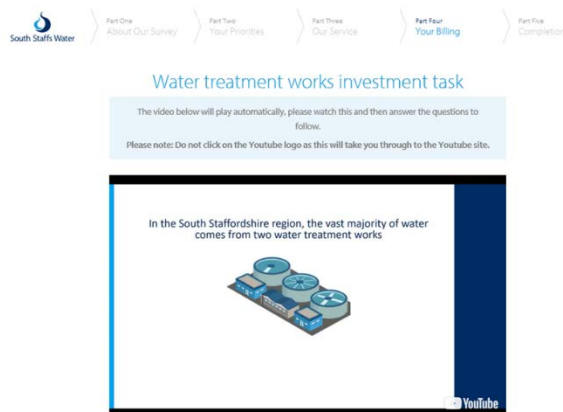 South Staffs Water
Part One
About Our Survey
Part Two
Your Priorities
Part Three
Our Service
Part Four
Your Billing
Part Five
Completion
Water treatment works investment task
The video below will play automatically, please watch this and then answer the questions to
follow.
Please note: Do not click on the Youtube logo as this will take you through to the Youtube site.
In the South Staffordshire region, the vast majority of water
comes from two water treatment works
YouTube